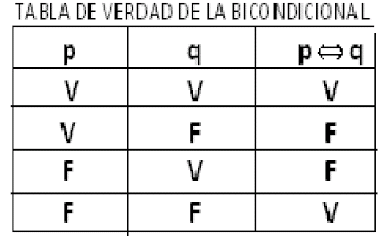 TABLA DE VERDAD DE LA BICONDICIONAL
p q p⇔q
V V V
V F F
F V F
F F V